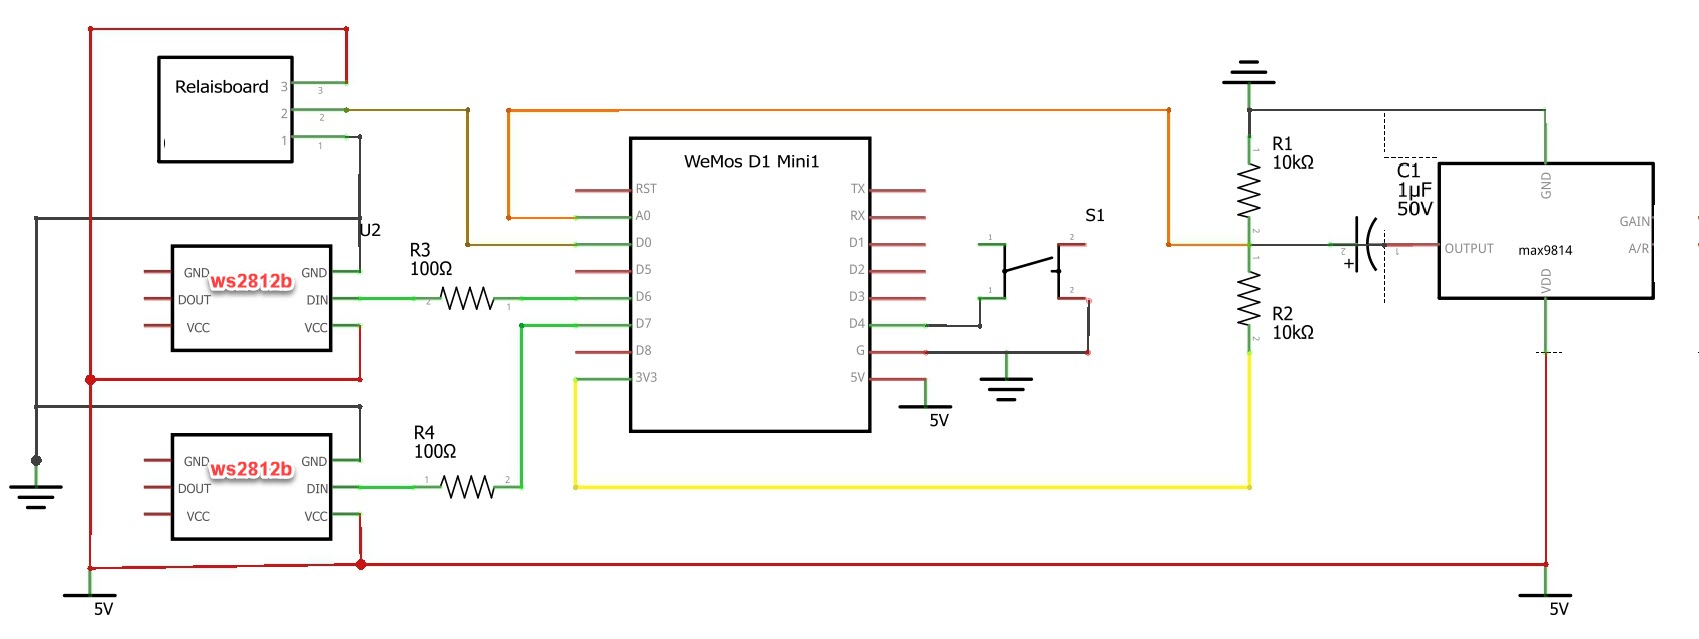 Relaisboard
3
3
2
2
1
1
U2
GND
DOUT
VCC
ws2812b
GND
DIN
VCC
R3
100Ω
2
1
GND
DOUT
VCC
ws2812b
GND
DIN
VCC
R4
100Ω
1
2
5V
WeMos D1 Mini1
RST
A0
D0
D5
D6
D7
D8
3V3
TX
RX
D1
D2
D3
D4
G
5V
5V
S1
1
2
1
2
R1
10kΩ
1
2
R2
10kΩ
1
2
C1
1µF
50V
2
1
+
GND
GAIN
OUTPUT
max9814
A/R
VDD
5V